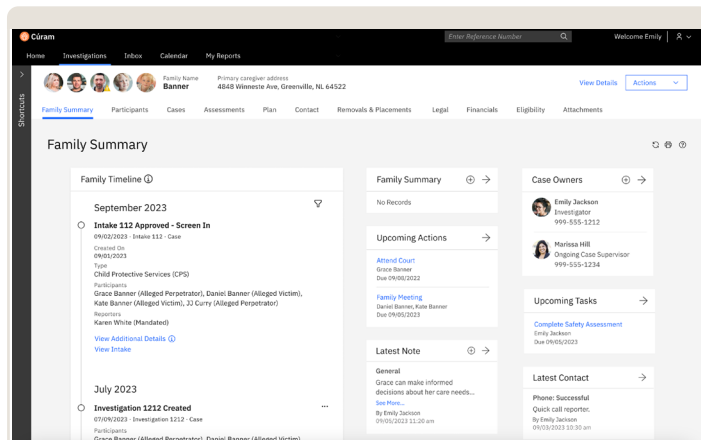 Cúram
Enter Reference Number
Welcome Emily
Home Investigations Inbox Calendar My Reports
Shortcuts
Family Name
Banner
Primary caregiver address
4848 Winneste Ave, Greenville, NL 64522
View Details
Actions
Family Summary Participants Cases Assessments Plan Contact Removals & Placements Legal Financials Eligibility Attachments
Family Summary
Family Timeline
September 2023
Intake 112 Approved - Screen In
09/02/2023 · Intake 112 · Case
Created On
09/01/2023
Type
Child Protective Services (CPS)
Participants
Grace Banner (Alleged Perpetrator), Daniel Banner (Alleged Victim),
Kate Banner (Alleged Victim), JJ Curry (Alleged Perpetrator)
Reporters
Karen White (Mandated)
View Additional Details
View Intake
July 2023
Investigation 1212 Created
07/09/2023 · Investigation 1212 · Case
Participants
Grace Banner (Alleged Perpetrator), Daniel Banner (Alleged Victim)
Family Summary
No Records
Upcoming Actions
Attend Court
Grace Banner
Due 09/08/2022
Family Meeting
Daniel Banner, Kate Banner
Due 09/05/2023
Latest Note
General
Grace can make informed
decisions about her care needs...
See More...
By Emily Jackson
09/05/2023 11:20 am
Case Owners
Emily Jackson
Investigator
999-555-1212
Marissa Hill
Ongoing Case Supervisor
999-555-1234
Upcoming Tasks
Complete Safety Assessment
Emily Jackson
Due 09/05/2023
Latest Contact
Phone: Successful
Quick call reporter.
By Emily Jackson
09/03/2023 10:30 am